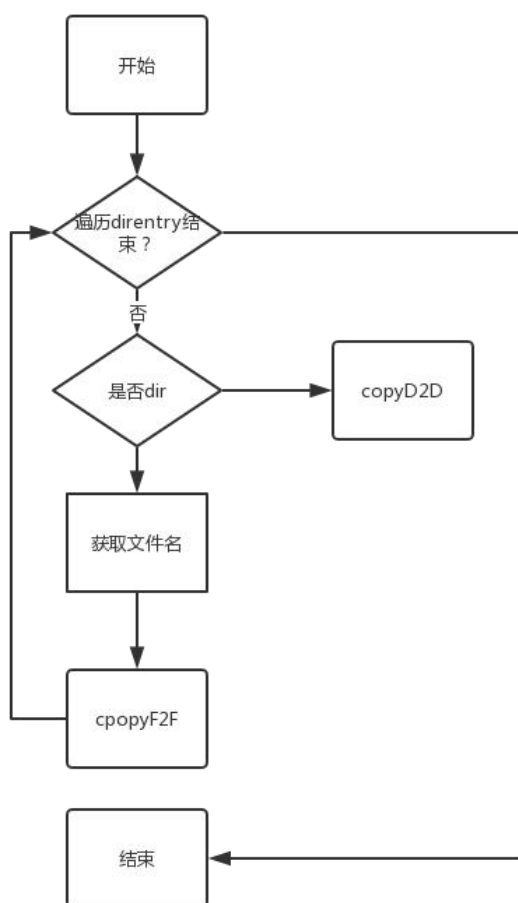 开始
遍历direntry结
束？
否
是否dir
copyD2D
获取文件名
cpopyF2F
结束